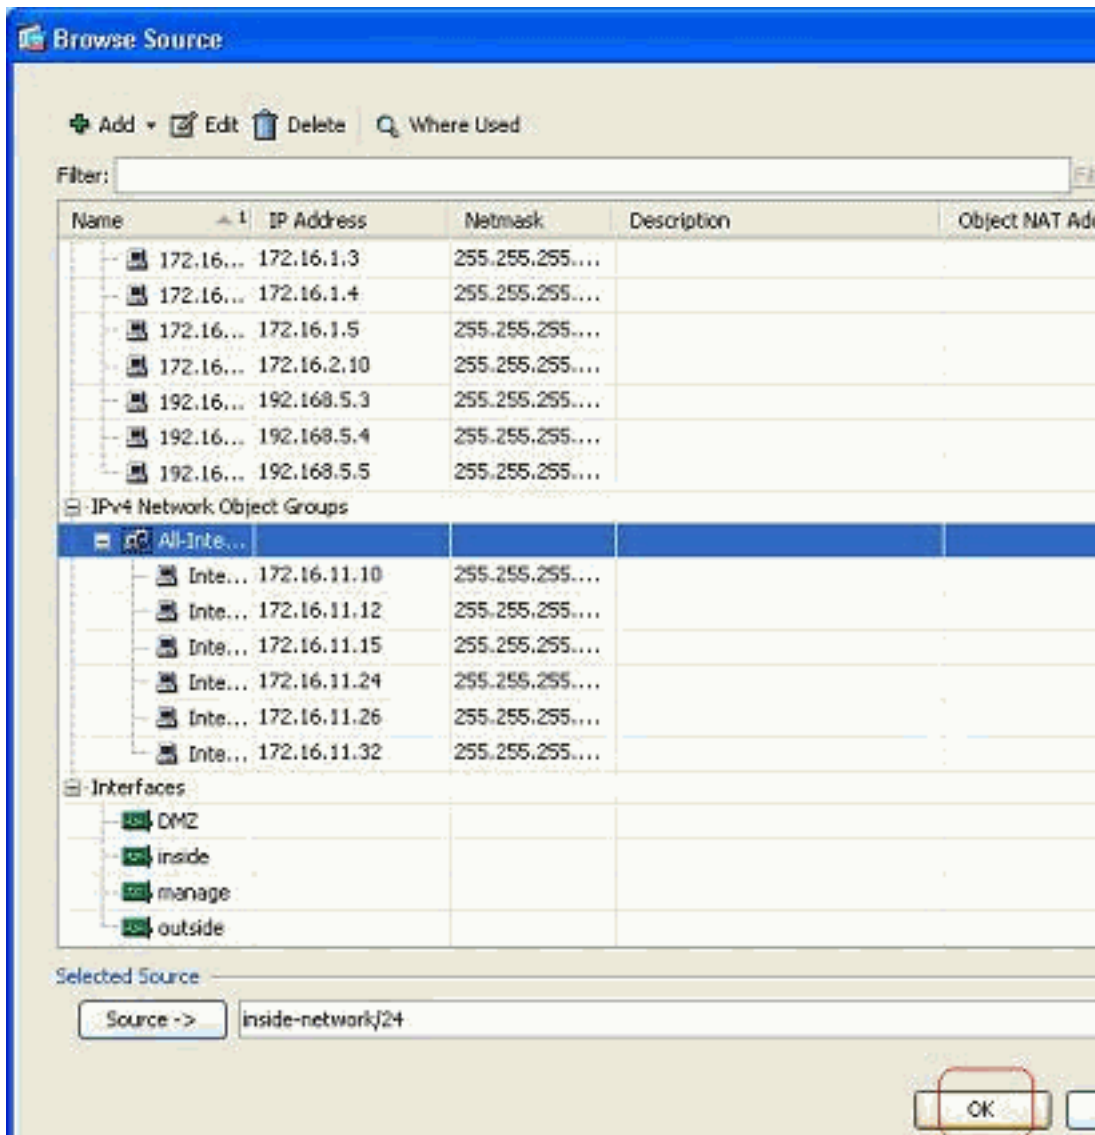 Browse Source
Add Edit Delete Where Used
Filter: Fil
Name 1 IP Address Netmask Description Object NAT Add
172.16... 172.16.1.3 255.255.255....
172.16... 172.16.1.4 255.255.255....
172.16... 172.16.1.5 255.255.255....
172.16... 172.16.2.10 255.255.255....
192.16... 192.168.5.3 255.255.255....
192.16... 192.168.5.4 255.255.255....
192.16... 192.168.5.5 255.255.255....
IPv4 Network Object Groups
All-Inte...
Inte... 172.16.11.10 255.255.255....
Inte... 172.16.11.12 255.255.255....
Inte... 172.16.11.15 255.255.255....
Inte... 172.16.11.24 255.255.255....
Inte... 172.16.11.26 255.255.255....
Inte... 172.16.11.32 255.255.255....
Interfaces
DMZ
inside
manage
outside
Selected Source
Source -> inside-network/24
OK